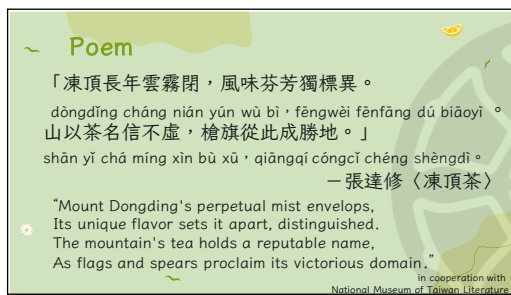 Poem
「凍頂長年雲霧閉，風味芬芳獨標異。
dòngdǐng cháng nián yún wù bì，fēngwèi fēnfāng dú biāoyì 。
山以茶名信不虛，槍旗從此成勝地。」
shān yǐ chá míng xìn bù xū，qiāngqí cóngcǐ chéng shèngdì。
－張達修〈凍頂茶〉
“Mount Dongding's perpetual mist envelops,
Its unique flavor sets it apart, distinguished.
The mountain's tea holds a reputable name,
As flags and spears proclaim its victorious domain.”
in cooperation with
National Museum of Taiwan Literature